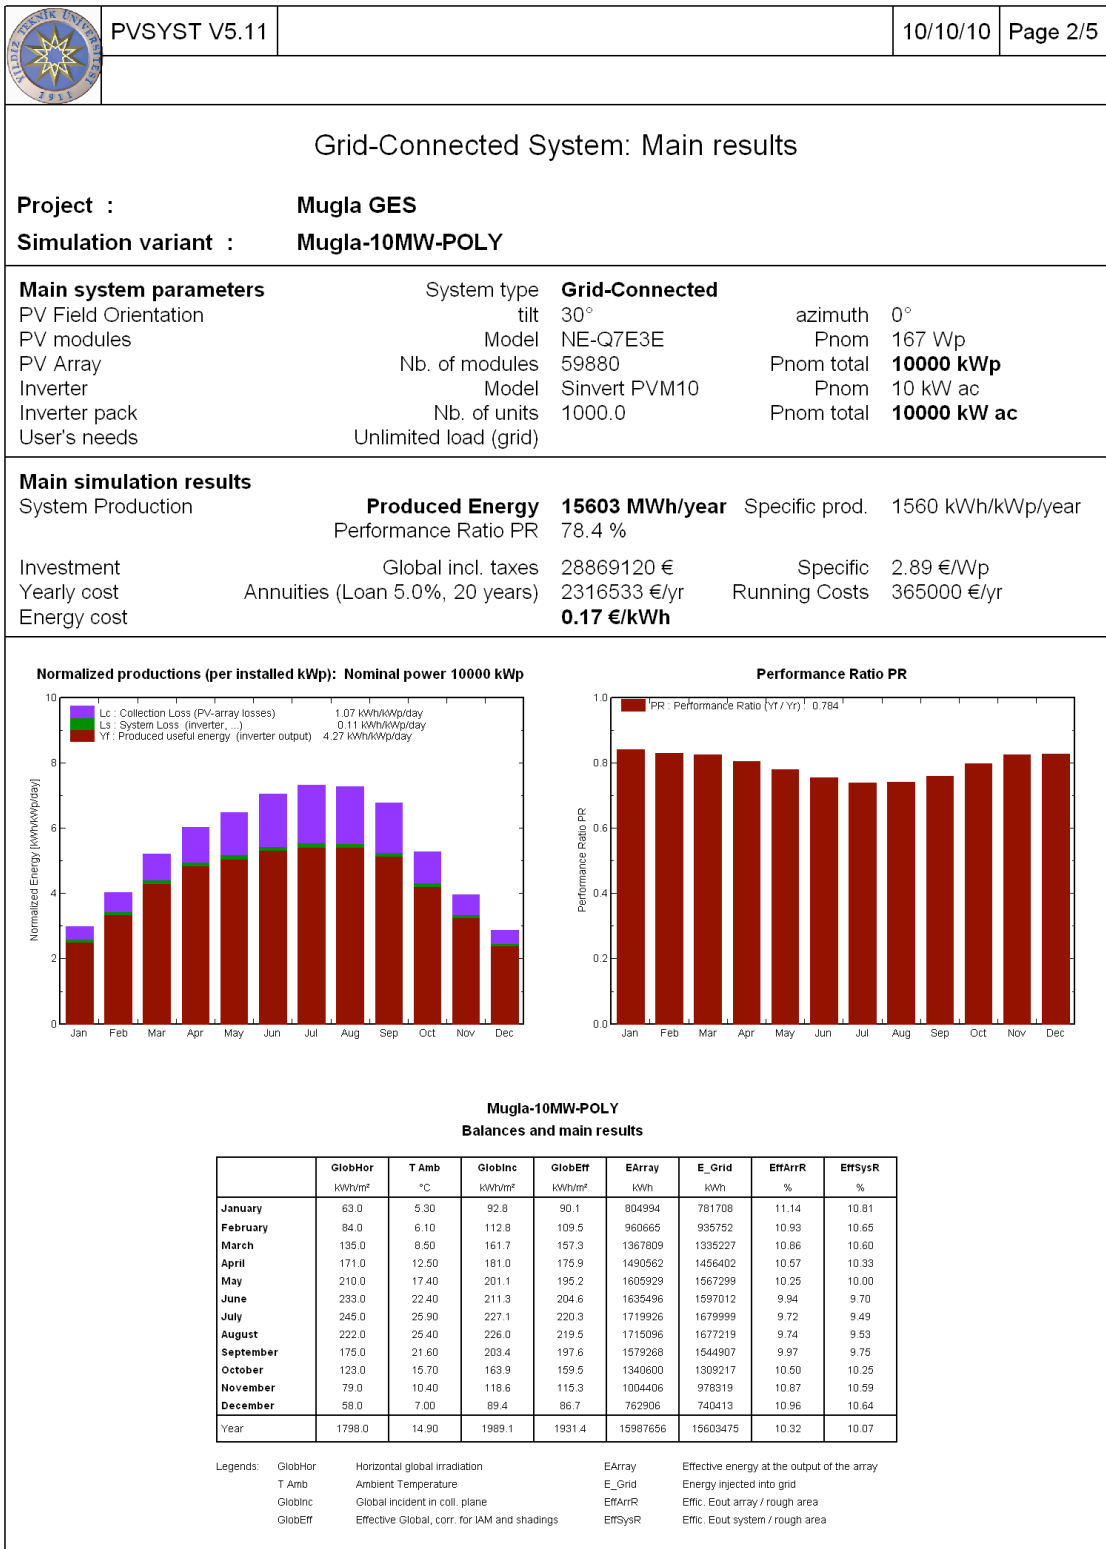 YILDIZ TEKNİK ÜNİVERSİTESİ
1911
PVSYST V5.11 10/10/10 Page 2/5
Grid-Connected System: Main results
Project : Mugla GES
Simulation variant : Mugla-10MW-POLY
Main system parameters System type Grid-Connected
PV Field Orientation tilt 30° azimuth 0°
PV modules Model NE-Q7E3E Pnom 167 Wp
PV Array Nb. of modules 59880 Pnom total 10000 kWp
Inverter Model Sinvert PVM10 Pnom 10 kW ac
Inverter pack Nb. of units 1000.0 Pnom total 10000 kW ac
User's needs Unlimited load (grid)
Main simulation results
System Production Produced Energy 15603 MWh/year Specific prod. 1560 kWh/kWp/year
Performance Ratio PR 78.4 %
Investment Global incl. taxes 28869120 € Specific 2.89 €/Wp
Yearly cost Annuities (Loan 5.0%, 20 years) 2316533 €/yr Running Costs 365000 €/yr
Energy cost 0.17 €/kWh
Normalized productions (per installed kWp): Nominal power 10000 kWp
10
Lc : Collection Loss (PV-array losses) 1.07 kWh/kWp/day
Ls : System Loss (inverter, ...) 0.11 kWh/kWp/day
Yf : Produced useful energy (inverter output) 4.27 kWh/kWp/day
8
6
4
2
0
Normalized Energy [kWh/kWp/day]
Jan Feb Mar Apr May Jun Jul Aug Sep Oct Nov Dec
Performance Ratio PR
1.0
PR : Performance Ratio (Yf / Yr) : 0.784
0.8
0.6
0.4
0.2
0.0
Performance Ratio PR
Jan Feb Mar Apr May Jun Jul Aug Sep Oct Nov Dec
Mugla-10MW-POLY
Balances and main results
GlobHor T Amb GlobInc GlobEff EArray E_Grid EffArrR EffSysR
kWh/m² °C kWh/m² kWh/m² kWh kWh % %
January 63.0 5.30 92.8 90.1 804994 781708 11.14 10.81
February 84.0 6.10 112.8 109.5 960665 935752 10.93 10.65
March 135.0 8.50 161.7 157.3 1367809 1335227 10.86 10.60
April 171.0 12.50 181.0 175.9 1490562 1456402 10.57 10.33
May 210.0 17.40 201.1 195.2 1605929 1567299 10.25 10.00
June 233.0 22.40 211.3 204.6 1635496 1597012 9.94 9.70
July 245.0 25.90 227.1 220.3 1719926 1679999 9.72 9.49
August 222.0 25.40 226.0 219.5 1715096 1677219 9.74 9.53
September 175.0 21.60 203.4 197.6 1579268 1544907 9.97 9.75
October 123.0 15.70 163.9 159.5 1340600 1309217 10.50 10.25
November 79.0 10.40 118.6 115.3 1004406 978319 10.87 10.59
December 58.0 7.00 89.4 86.7 762906 740413 10.96 10.64
Year 1798.0 14.90 1989.1 1931.4 15987656 15603475 10.32 10.07
Legends: GlobHor Horizontal global irradiation EArray Effective energy at the output of the array
T Amb Ambient Temperature E_Grid Energy injected into grid
GlobInc Global incident in coll. plane EffArrR Effic. Eout array / rough area
GlobEff Effective Global, corr. for IAM and shadings EffSysR Effic. Eout system / rough area